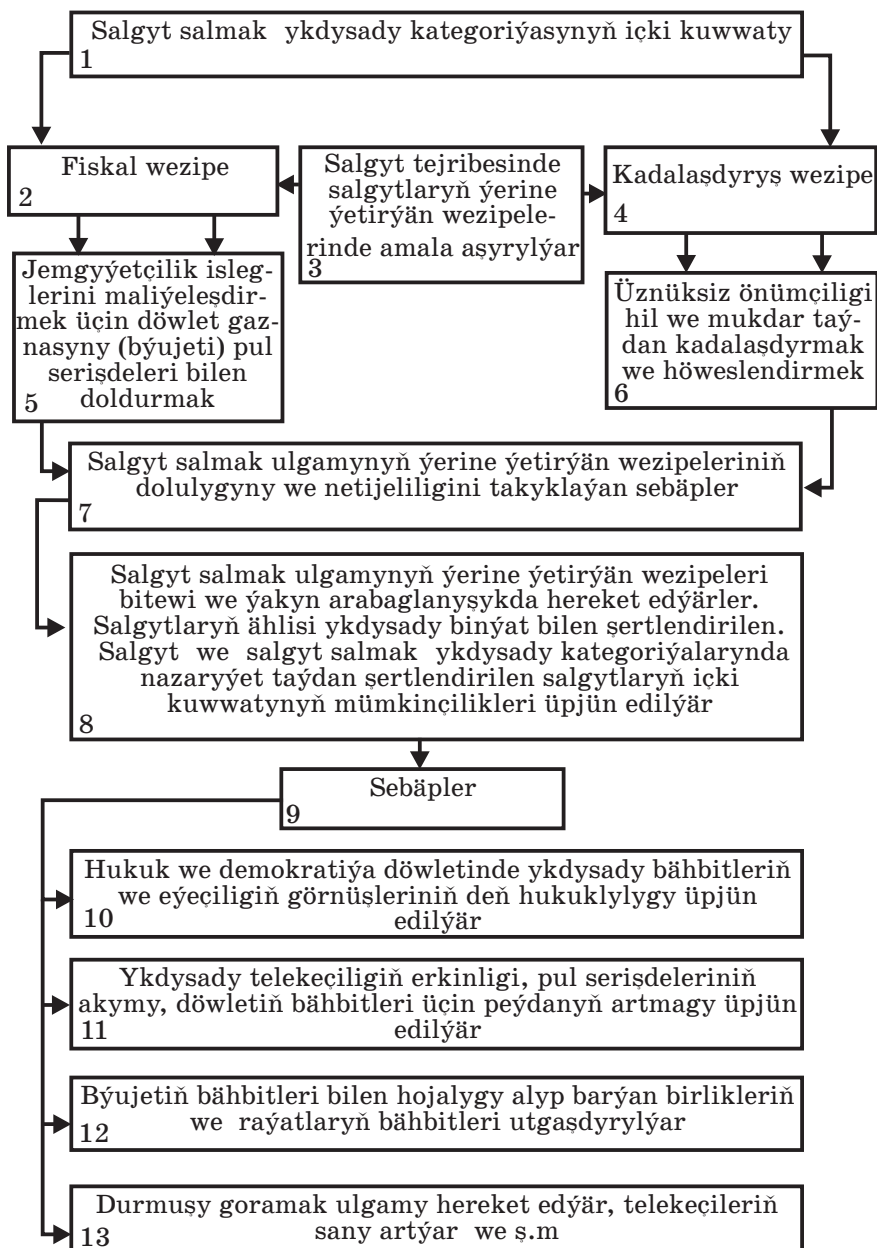 Salgyt salmak ykdysady kategoriýasynyň içki kuwwaty
1
Fiskal wezipe
2
Salgyt tejribesinde
salgytlaryň ýerine
ýetirýän wezipele-
rinde amala aşyrylýar
3
Kadalaşdyryş wezipe
4
Jemgyýetçilik isleg-
lerini maliýeleşdir-
mek üçin döwlet gaz-
nasyny (býujeti) pul
serişdeleri bilen
doldurmak
5
Üznüksiz önümçiligi
hil we mukdar taý-
dan kadalaşdyrmak
we höweslendirmek
6
Salgyt salmak ulgamynyň ýerine ýetirýän wezipeleriniň
dolulygyny we netijeliligini takyklaýan sebäpler
7
Salgyt salmak ulgamynyň ýerine ýetirýän wezipeleri
bitewi we ýakyn arabaglanyşykda hereket edýärler.
Salgytlaryň ählisi ykdysady binýat bilen şertlendirilen.
Salgyt we salgyt salmak ykdysady kategoriýalarynda
nazaryýet taýdan şertlendirilen salgytlaryň içki
kuwwatynyň mümkinçilikleri üpjün edilýär
8
Sebäpler
9
Hukuk we demokratiýa döwletinde ykdysady bähbitleriň
we eýeçiligiň görnüşleriniň deň hukuklylygy üpjün
edilýär
10
Ykdysady telekeçiligiň erkinligi, pul serişdeleriniň
akymy, döwletiň bähbitleri üçin peýdanyň artmagy üpjün
edilýär
11
Býujetiň bähbitleri bilen hojalygy alyp barýan birlikleriň
we raýatlaryň bähbitleri utgaşdyrylýar
12
Durmuşy goramak ulgamy hereket edýär, telekeçileriň
sany artýar we ş.m
13